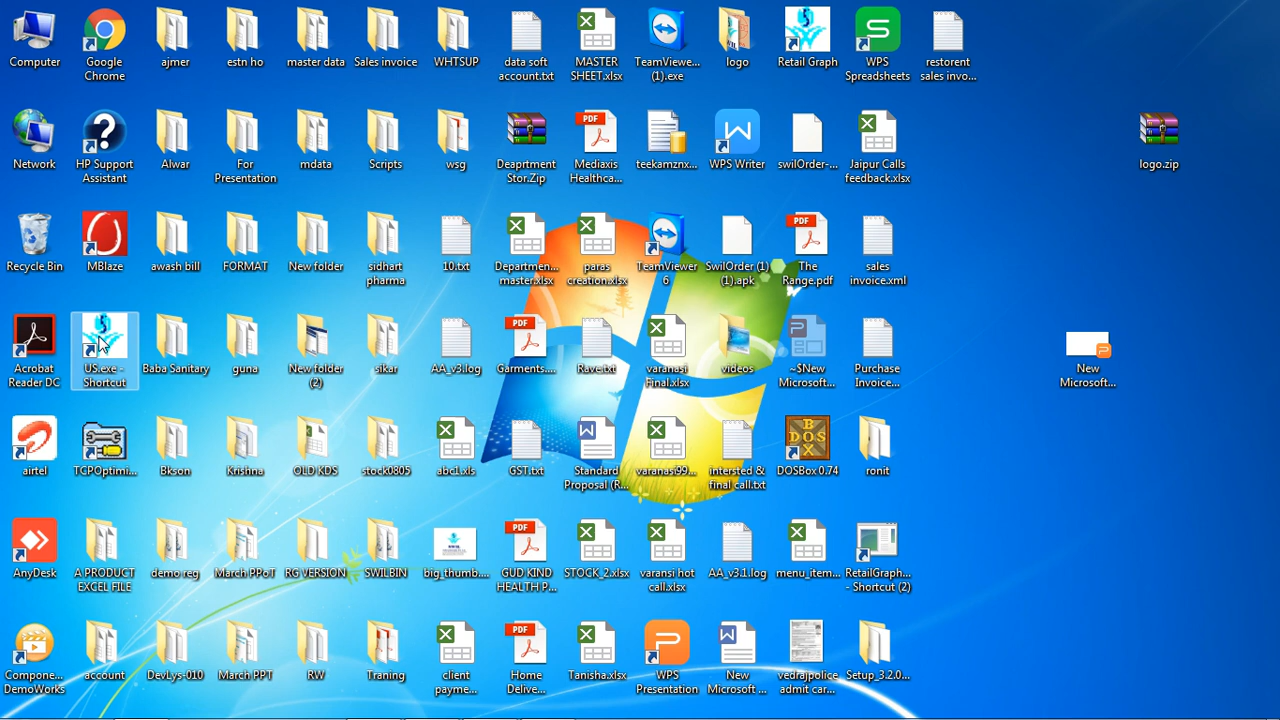 Computer
Google
Chrome
ajmer
estn ho
master data
Sales invoice
WHTSUP
data soft
account.txt
MASTER
SHEET.xlsx
TeamViewe...
(1).exe
logo
Retail Graph
WPS
Spreadsheets
restorent
sales invo...
Network
HP Support
Assistant
Alwar
For
Presentation
mdata
Scripts
wsg
Deaprtment
Stor.Zip
Mediaxis
Healthca...
teekamznx...
WPS Writer
swilOrder-...
Jaipur Calls
feedback.xlsx
logo.zip
Recycle Bin
MBlaze
awash bill
FORMAT
New folder
sidhart
pharma
10.txt
Departmen...
master.xlsx
paras
creation.xlsx
TeamViewer
6
SwilOrder (1)
(1).apk
The
Range.pdf
sales
invoice.xml
Acrobat
Reader DC
US.exe -
Shortcut
Baba Sanitary
guna
New folder
(2)
sikar
AA_v3.log
Garments....
Rave.txt
varanasi
Final.xlsx
videos
~$New
Microsoft...
Purchase
Invoice...
New
Microsoft...
airtel
TCPOptimi...
Bkson
Krishna
OLD KDS
stock0805
abc1.xls
GST.txt
Standard
Proposal (R...
varanasi99...
intersted &
final call.txt
DOSBox 0.74
ronit
AnyDesk
A PRODUCT
EXCEL FILE
demo reg
March PPoT
RG VERSION
SWILBIN
big_thumb....
GUD KIND
HEALTH P...
STOCK_2.xlsx
varansi hot
call.xlsx
AA_v3.1.log
menu_item...
RetailGraph...
- Shortcut (2)
Compone...
DemoWorks
account
DevLys-010
March PPT
RW
Traning
client
payme...
Home
Delive...
Tanisha.xlsx
WPS
Presentation
New
Microsoft ...
vedrajpolice
admit car...
Setup_3.2.0...